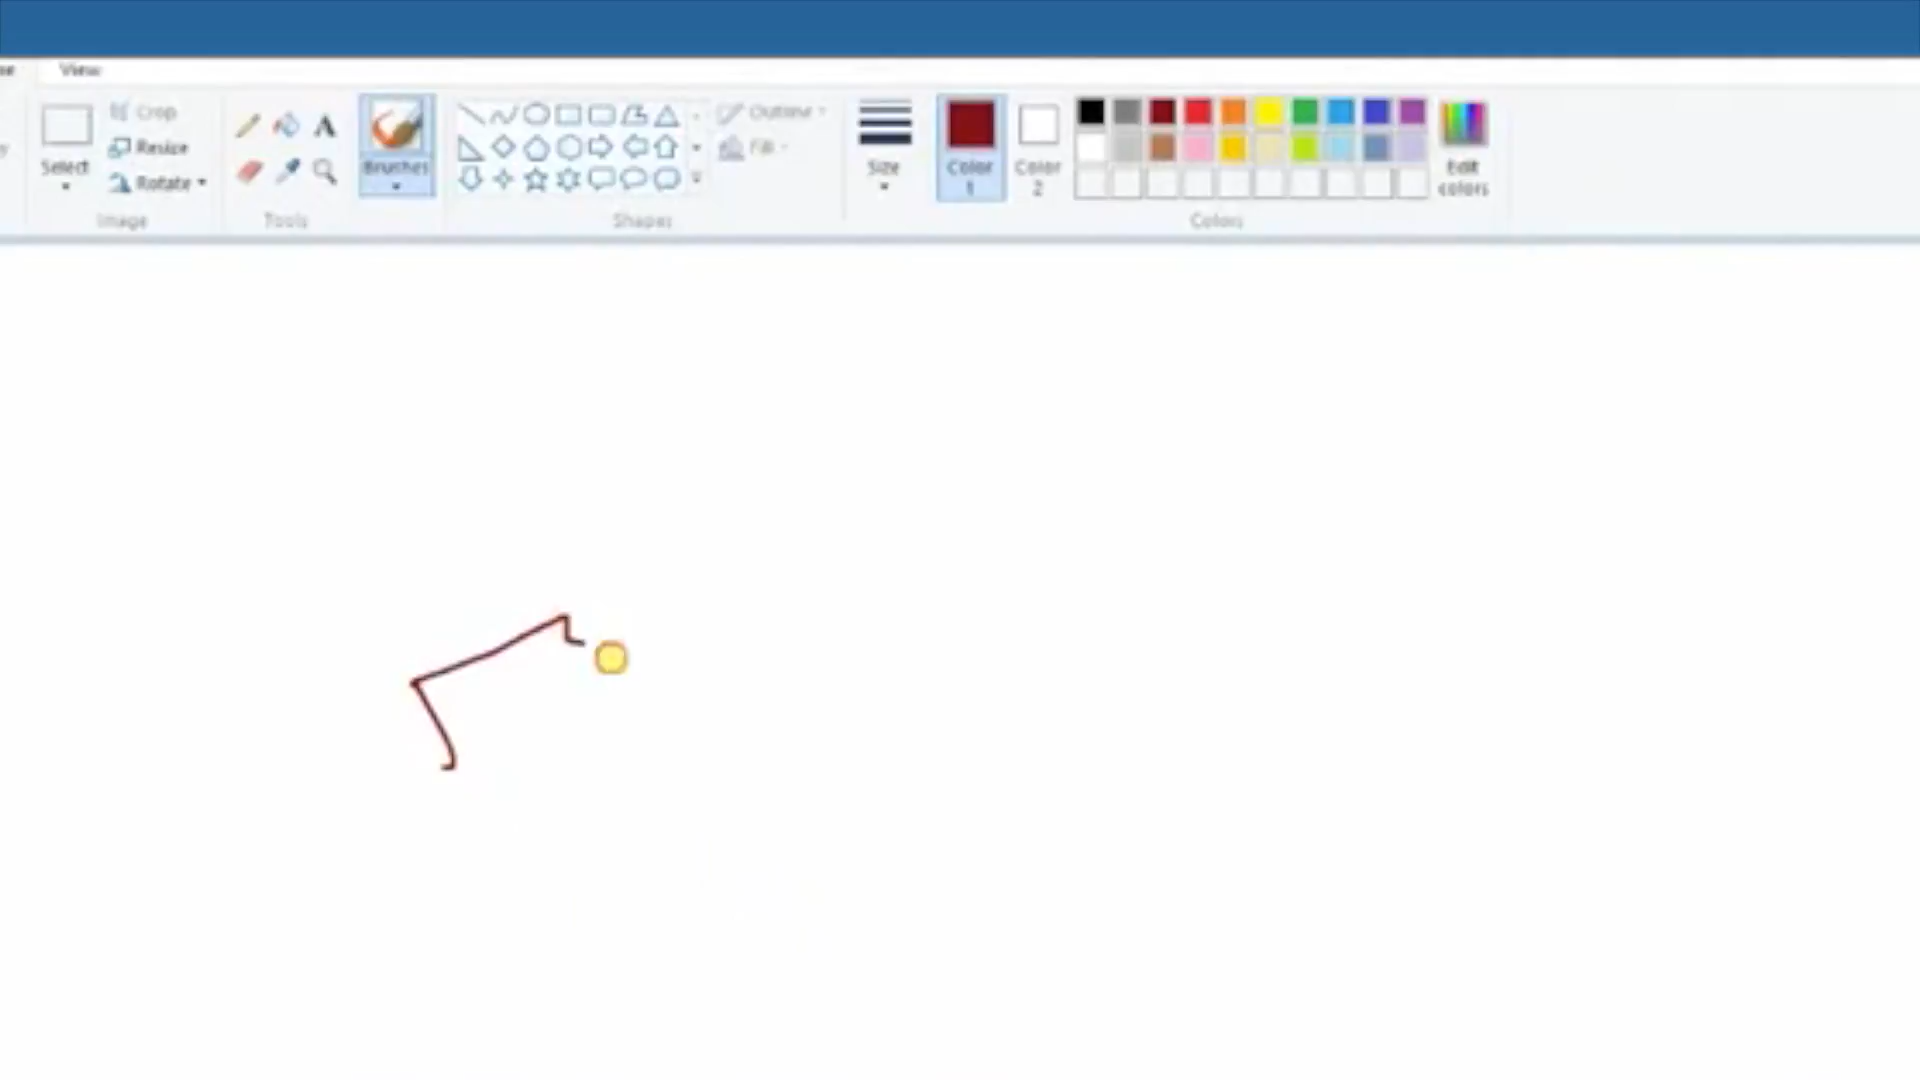 View
Select
Crop
Resize
Rotate
Image
A
Tools
Brushes
Shapes
Outline
Fill
Size
Color
1
Color
2
Colors
Edit
colors